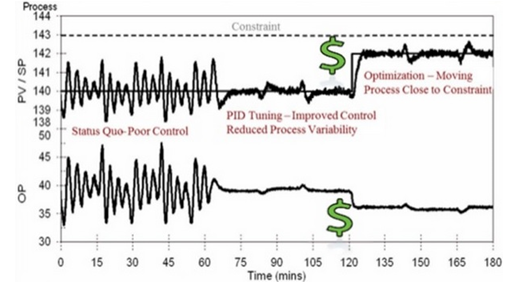 Process
144
Constraint
143
142
141
140
139
138
PV / SP
$
Optimization – Moving
Process Close to Constraint
PID Tuning – Improved Control
Reduced Process Variability
Status Quo-Poor Control
50
45
40
35
30
OP
$
0 15 30 45 60 75 90 105 120 135 150 165 180
Time (mins)